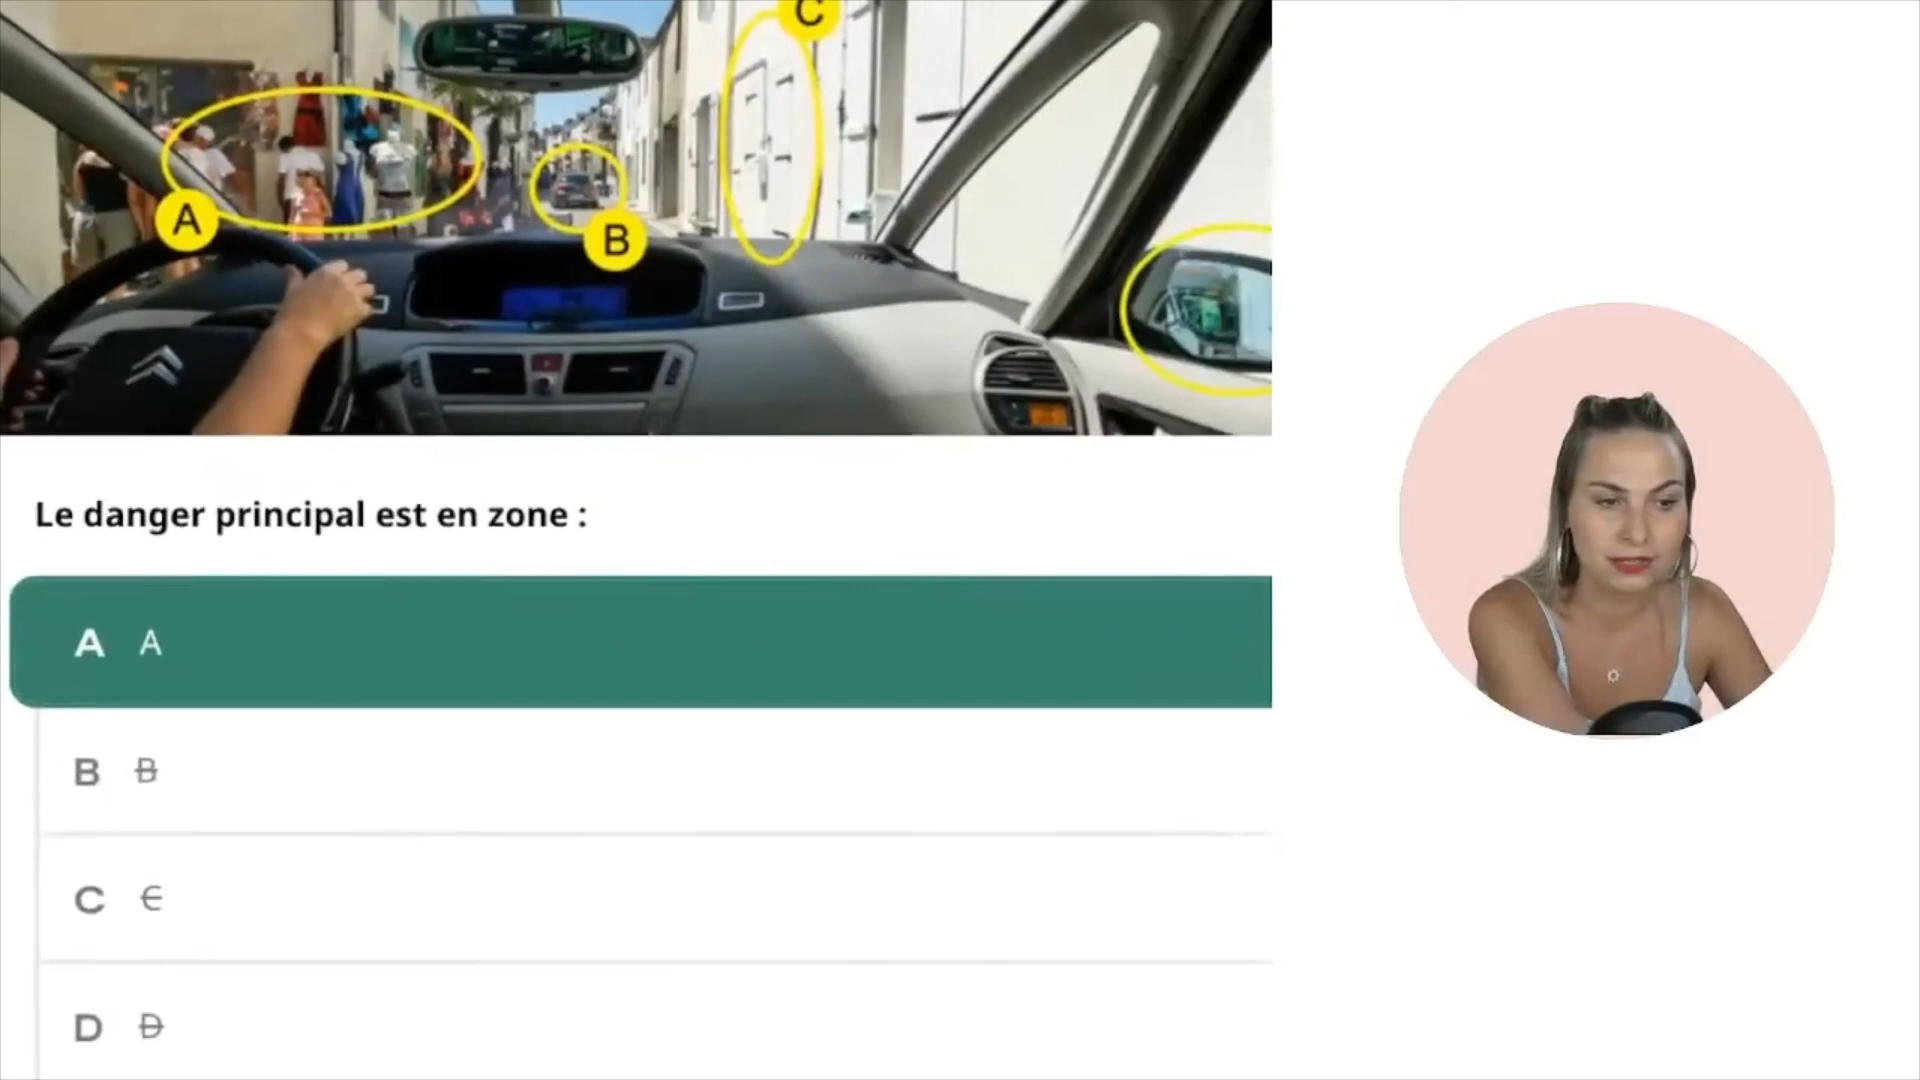 C
A
B
Le danger principal est en zone :
A A
B B
C C
D D